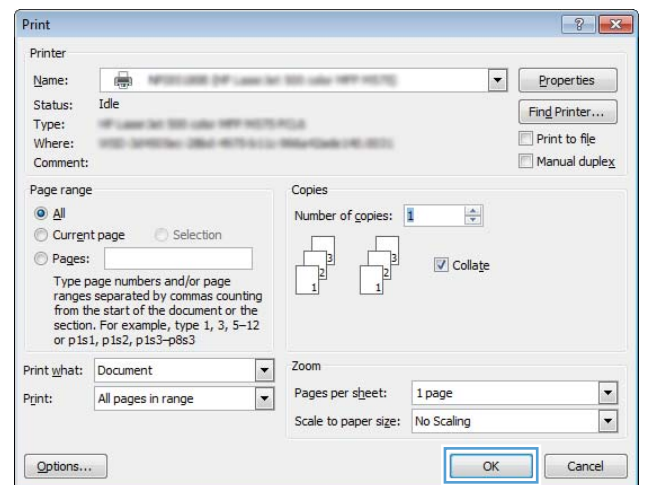 Print
Printer
Name:
Properties
Status: Idle
Find Printer...
Type:
Where:
Print to file
Comment:
Manual duplex
Page range
All
Current page Selection
Pages:
Type page numbers and/or page
ranges separated by commas counting
from the start of the document or the
section. For example, type 1, 3, 5–12
or p1s1, p1s2, p1s3–p8s3
Copies
Number of copies: 1
3 3
2 2
1 1
Collate
Print what: Document
Print: All pages in range
Zoom
Pages per sheet: 1 page
Scale to paper size: No Scaling
Options...
OK Cancel